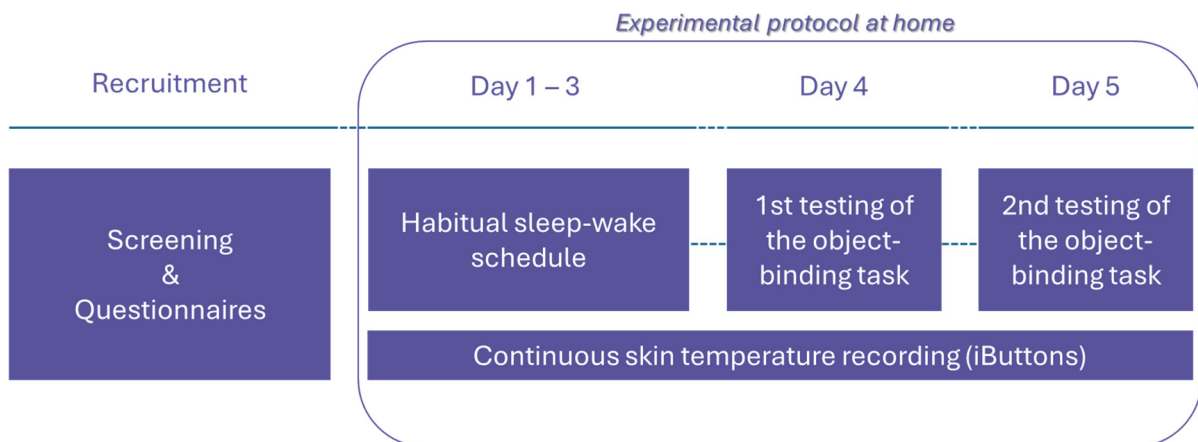 Experimental protocol at home
Recruitment
Day 1 – 3
Day 4
Day 5
Screening
&
Questionnaires
Habitual sleep-wake
schedule
1st testing of
the object-
binding task
2nd testing of
the object-
binding task
Continuous skin temperature recording (iButtons)